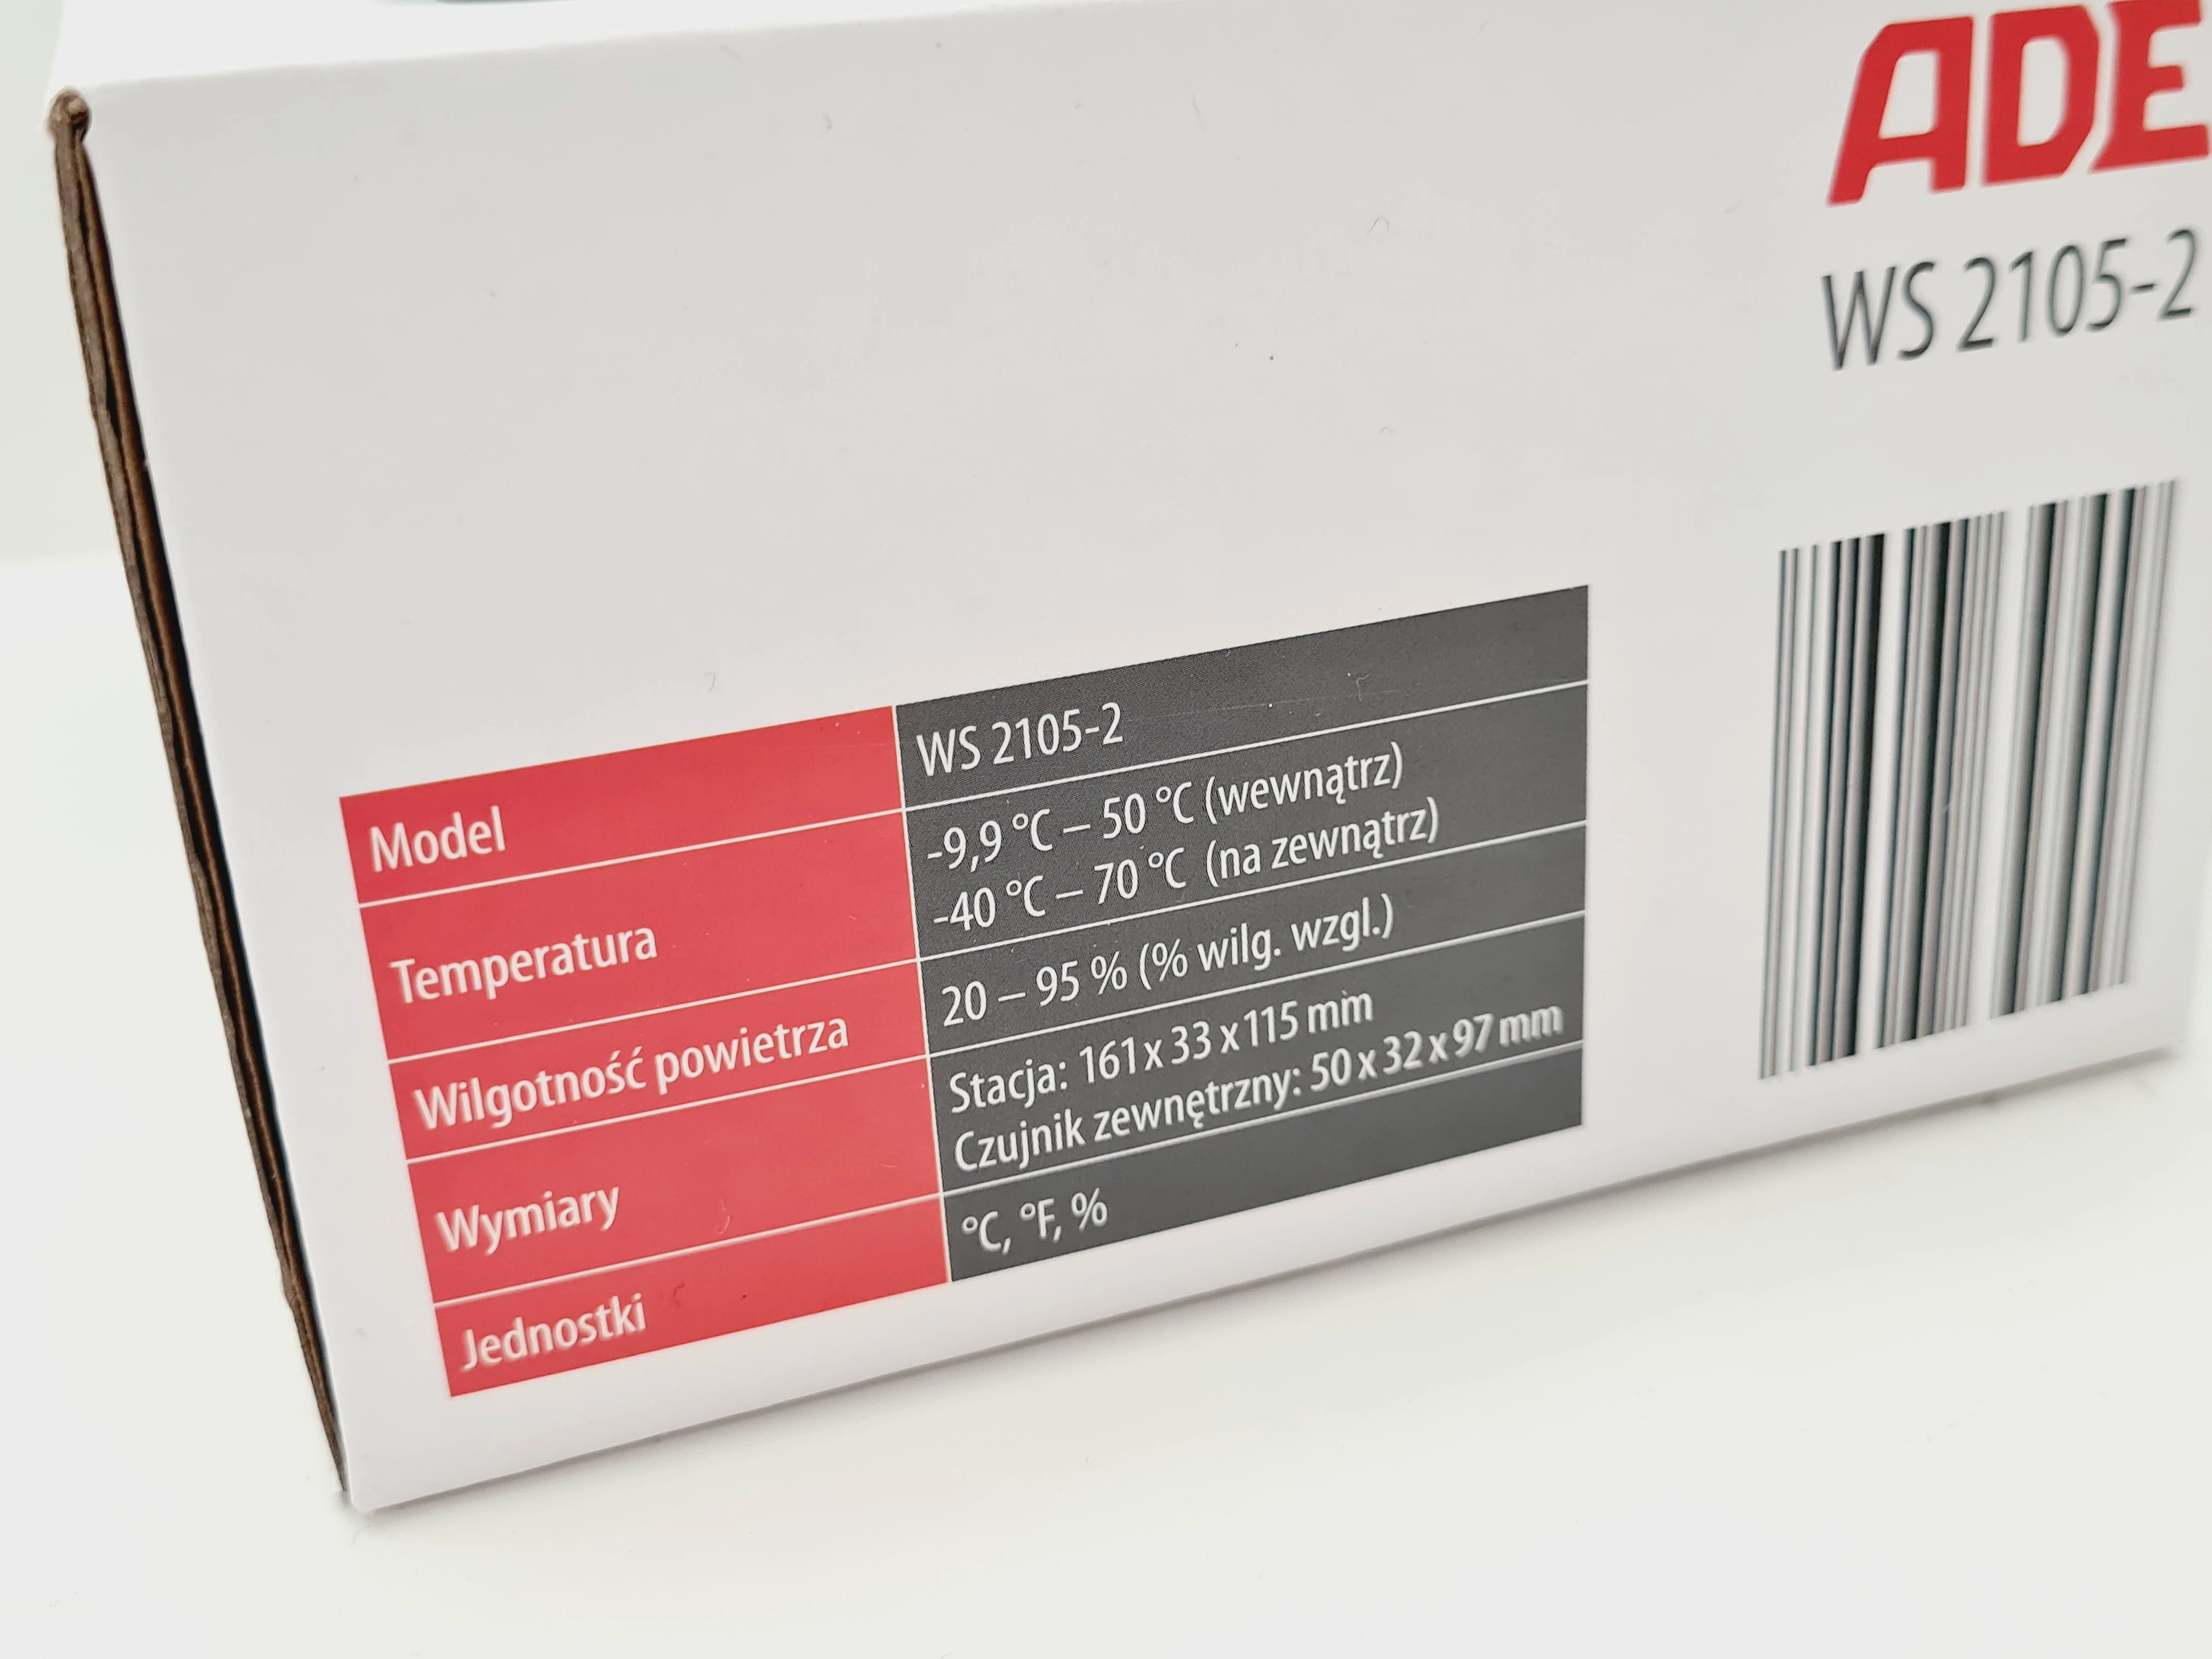 ADE
WS 2105-2
Model WS 2105-2
Temperatura -9,9 °C – 50 °C (wewnątrz)
-40 °C – 70 °C (na zewnątrz)
Wilgotność powietrza 20 – 95 % (% wilg. wzgl.)
Wymiary Stacja: 161 x 33 x 115 mm
Czujnik zewnętrzny: 50 x 32 x 97 mm
Jednostki °C, °F, %